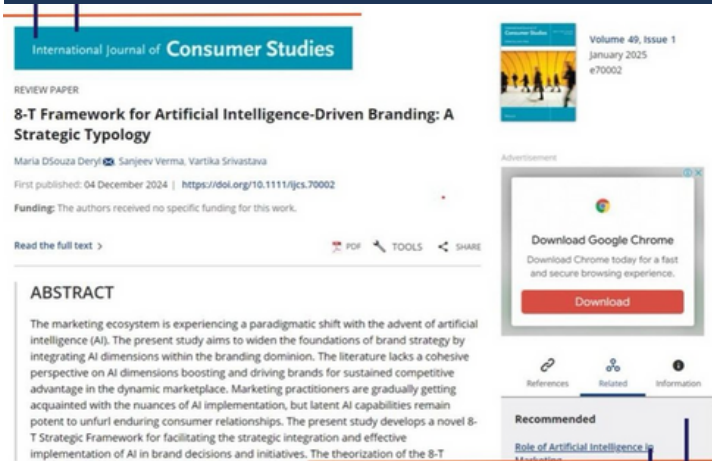 International Journal of Consumer Studies
REVIEW PAPER
8-T Framework for Artificial Intelligence-Driven Branding: A
Strategic Typology
Maria DSouza Deryl, Sanjeev Verma, Vartika Srivastava
First published: 04 December 2024 | https://doi.org/10.1111/ijcs.70002
Funding: The authors received no specific funding for this work.
Read the full text >
PDF TOOLS SHARE
ABSTRACT
The marketing ecosystem is experiencing a paradigmatic shift with the advent of artificial
intelligence (AI). The present study aims to widen the foundations of brand strategy by
integrating AI dimensions within the branding dominion. The literature lacks a cohesive
perspective on AI dimensions boosting and driving brands for sustained competitive
advantage in the dynamic marketplace. Marketing practitioners are gradually getting
acquainted with the nuances of AI implementation, but latent AI capabilities remain
potent to unfurl enduring consumer relationships. The present study develops a novel 8-
T Strategic Framework for facilitating the strategic integration and effective
implementation of AI in brand decisions and initiatives. The theorization of the 8-T
Consumer Studies
Volume 49, Issue 1
January 2025
e70002
Advertisement
Download Google Chrome
Download Chrome today for a fast
and secure browsing experience.
Download
References Related Information
Recommended
Role of Artificial Intelligence in
Marketing